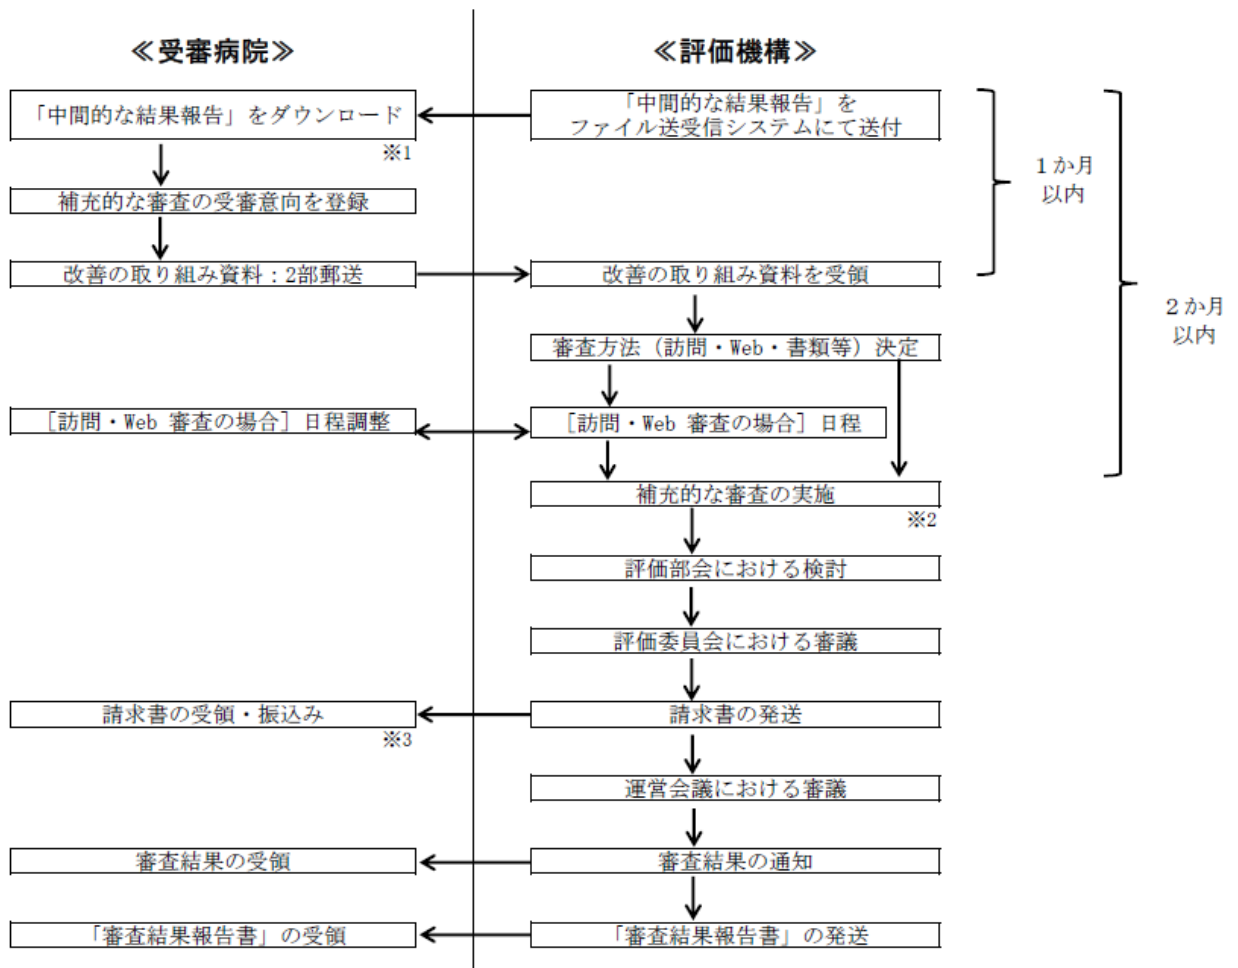 ≪受審病院≫
≪評価機構≫
「中間的な結果報告」をダウンロード
「中間的な結果報告」を
ファイル送受信システムにて送付
※1
1か月
以内
補充的な審査の受審意向を登録
改善の取り組み資料：2部郵送
改善の取り組み資料を受領
2か月
以内
審査方法（訪問・Web・書類等）決定
［訪問・Web 審査の場合］日程調整
［訪問・Web 審査の場合］日程
補充的な審査の実施
※2
評価部会における検討
評価委員会における審議
請求書の受領・振込み
請求書の発送
※3
運営会議における審議
審査結果の受領
審査結果の通知
「審査結果報告書」の受領
「審査結果報告書」の発送